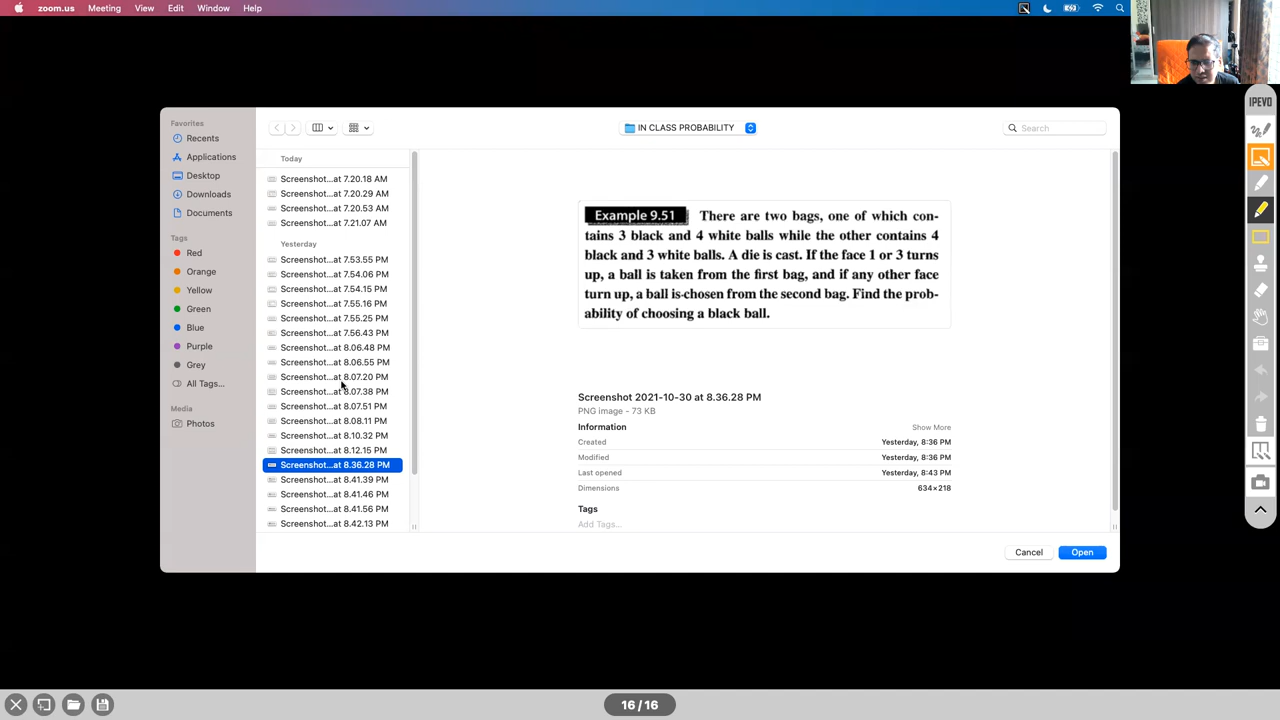 zoom.us Meeting View Edit Window Help
IPEVO
IN CLASS PROBABILITY
Search
Favorites
Recents
Applications
Desktop
Downloads
Documents
Tags
Red
Orange
Yellow
Green
Blue
Purple
Grey
All Tags...
Media
Photos
Today
Screenshot...at 7.20.18 AM
Screenshot...at 7.20.29 AM
Screenshot...at 7.20.53 AM
Screenshot...at 7.21.07 AM
Yesterday
Screenshot...at 7.53.55 PM
Screenshot...at 7.54.06 PM
Screenshot...at 7.54.15 PM
Screenshot...at 7.55.16 PM
Screenshot...at 7.55.25 PM
Screenshot...at 7.56.43 PM
Screenshot...at 8.06.48 PM
Screenshot...at 8.06.55 PM
Screenshot...at 8.07.20 PM
Screenshot...at 8.07.38 PM
Screenshot...at 8.07.51 PM
Screenshot...at 8.08.11 PM
Screenshot...at 8.10.32 PM
Screenshot...at 8.12.15 PM
Screenshot...at 8.36.28 PM
Screenshot...at 8.41.39 PM
Screenshot...at 8.41.46 PM
Screenshot...at 8.41.56 PM
Screenshot...at 8.42.13 PM
Example 9.51 There are two bags, one of which con-
tains 3 black and 4 white balls while the other contains 4
black and 3 white balls. A die is cast. If the face 1 or 3 turns
up, a ball is taken from the first bag, and if any other face
turn up, a ball is chosen from the second bag. Find the prob-
ability of choosing a black ball.
Screenshot 2021-10-30 at 8.36.28 PM
PNG image - 73 KB
Information Show More
Created Yesterday, 8:36 PM
Modified Yesterday, 8:36 PM
Last opened Yesterday, 8:43 PM
Dimensions 634×218
Tags
Add Tags...
Cancel Open
16 / 16